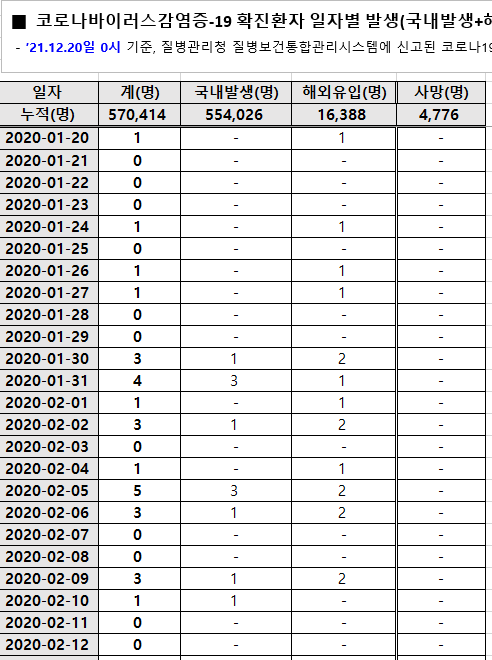 ■ 코로나바이러스감염증-19 확진환자 일자별 발생(국내발생+해
- '21.12.20일 0시 기준, 질병관리청 질병보건통합관리시스템에 신고된 코로나19
일자 계(명) 국내발생(명) 해외유입(명) 사망(명)
누적(명) 570,414 554,026 16,388 4,776
2020-01-20 1 - 1 -
2020-01-21 0 - - -
2020-01-22 0 - - -
2020-01-23 0 - - -
2020-01-24 1 - 1 -
2020-01-25 0 - - -
2020-01-26 1 - 1 -
2020-01-27 1 - 1 -
2020-01-28 0 - - -
2020-01-29 0 - - -
2020-01-30 3 1 2 -
2020-01-31 4 3 1 -
2020-02-01 1 - 1 -
2020-02-02 3 1 2 -
2020-02-03 0 - - -
2020-02-04 1 - 1 -
2020-02-05 5 3 2 -
2020-02-06 3 1 2 -
2020-02-07 0 - - -
2020-02-08 0 - - -
2020-02-09 3 1 2 -
2020-02-10 1 1 - -
2020-02-11 0 - - -
2020-02-12 0 - - -